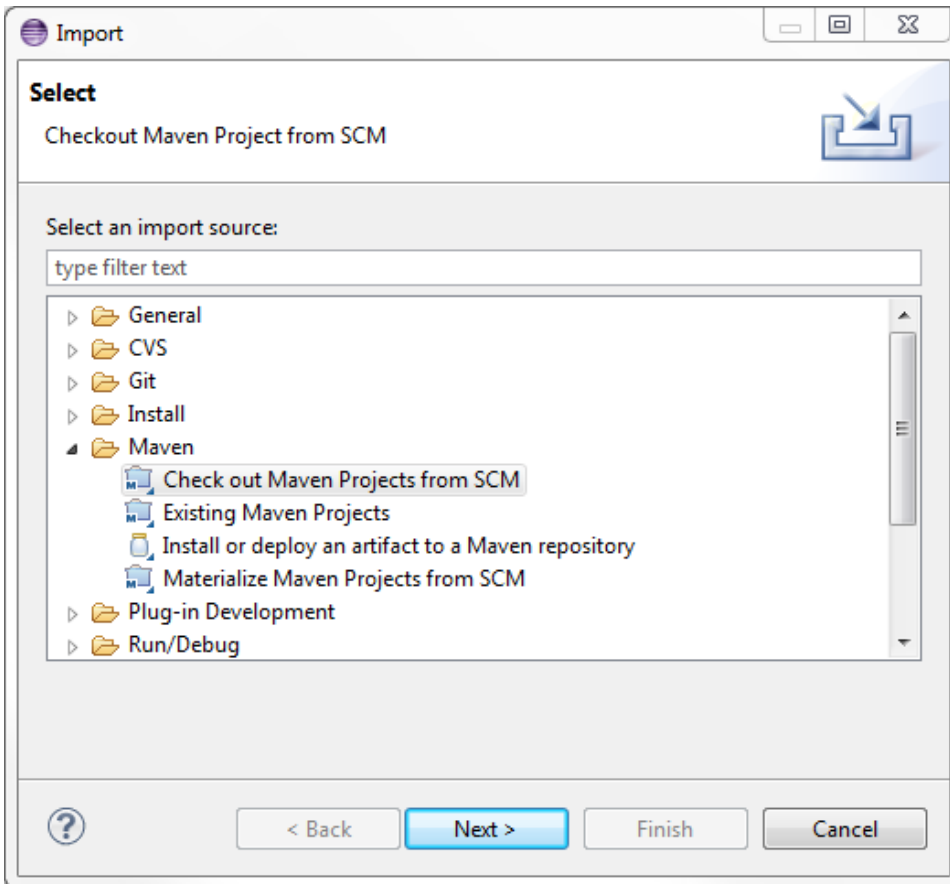 Import
Select
Checkout Maven Project from SCM
Select an import source:
type filter text
General
CVS
Git
Install
Maven
Check out Maven Projects from SCM
Existing Maven Projects
Install or deploy an artifact to a Maven repository
Materialize Maven Projects from SCM
Plug-in Development
Run/Debug
? < Back Next > Finish Cancel